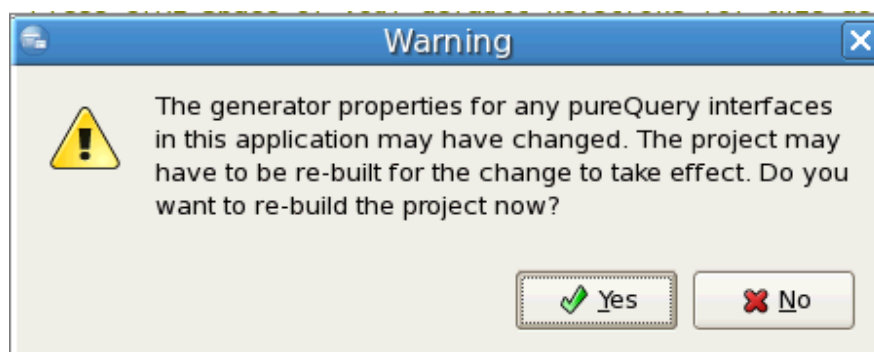 Warning
The generator properties for any pureQuery interfaces
in this application may have changed. The project may
have to be re-built for the change to take effect. Do you
want to re-build the project now?
Yes
No